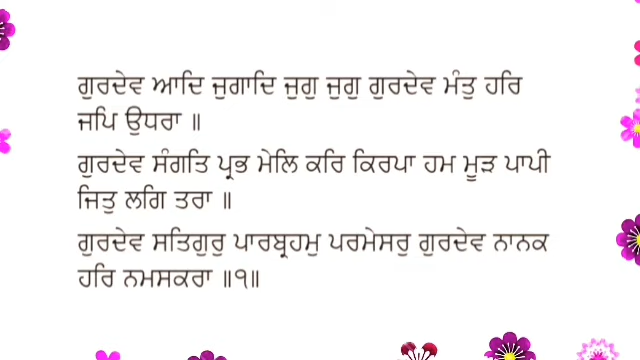 ਗੁਰਦੇਵ ਆਦਿ ਜੁਗਾਦਿ ਜੁਗੁ ਜੁਗੁ ਗੁਰਦੇਵ ਮੰਤੁ ਹਰਿ
ਜਪਿ ਉਧਰਾ ॥
ਗੁਰਦੇਵ ਸੰਗਤਿ ਪ੍ਰਭ ਮੇਲਿ ਕਰਿ ਕਿਰਪਾ ਹਮ ਮੂੜ ਪਾਪੀ
ਜਿਤੁ ਲਗਿ ਤਰਾ ॥
ਗੁਰਦੇਵ ਸਤਿਗੁਰੁ ਪਾਰਬ੍ਰਹਮੁ ਪਰਮੇਸਰੁ ਗੁਰਦੇਵ ਨਾਨਕ
ਹਰਿ ਨਮਸਕਰਾ ॥੧॥